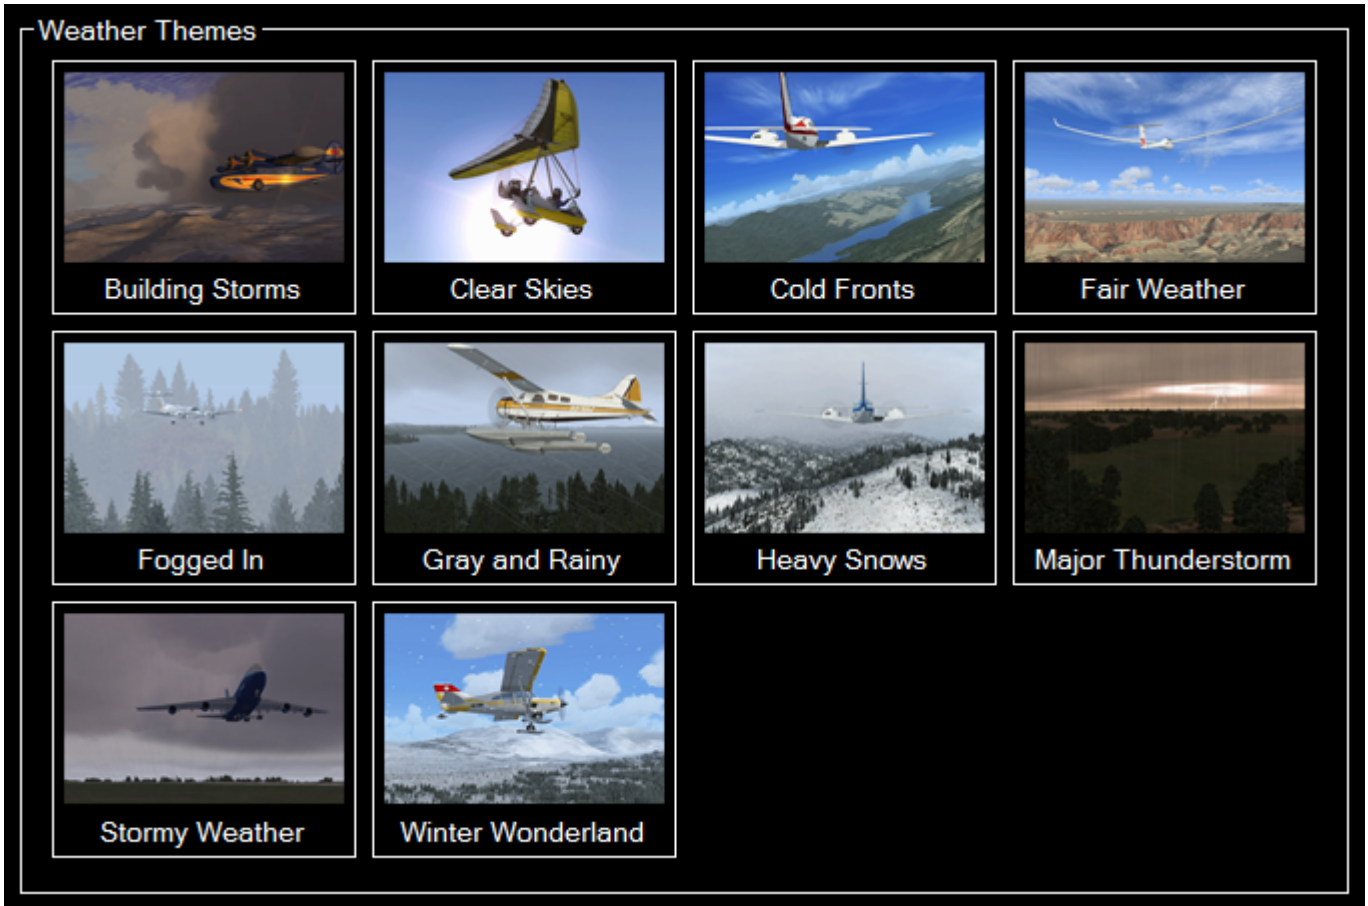 Weather Themes
Building Storms
Clear Skies
Cold Fronts
Fair Weather
Fogged In
Gray and Rainy
Heavy Snows
Major Thunderstorm
Stormy Weather
Winter Wonderland